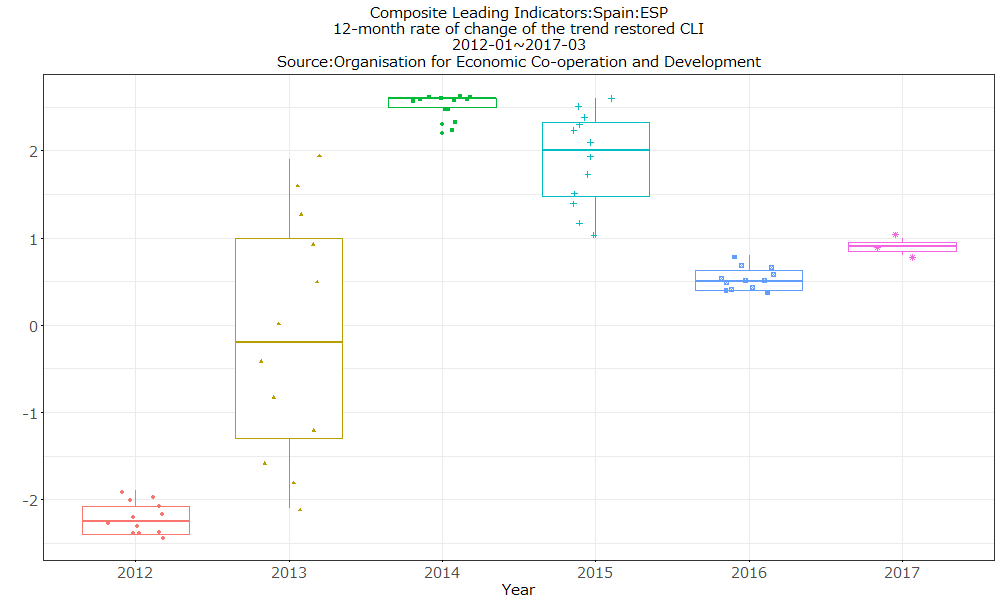 Composite Leading Indicators:Spain:ESP
12-month rate of change of the trend restored CLI
2012-01~2017-03
Source:Organisation for Economic Co-operation and Development
2
1
0
-1
-2
2012 2013 2014 2015 2016 2017
Year